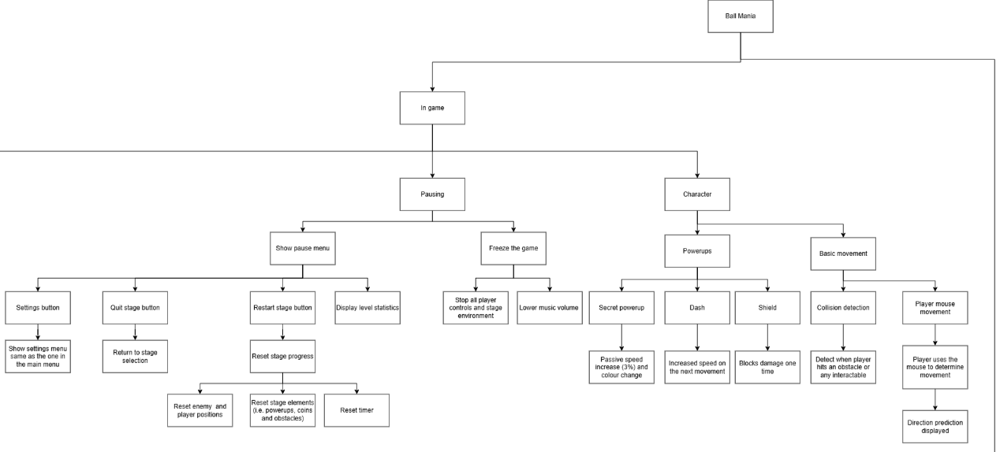 Ball Mania
In game
Pausing
Character
Show pause menu
Freeze the game
Powerups
Basic movement
Settings button
Quit stage button
Restart stage button
Display level statistics
Stop all player
controls and stage
environment
Lower music volume
Secret powerup
Dash
Shield
Collision detection
Player mouse
movement
Show settings menu
same as the one in
the main menu
Return to stage
selection
Reset stage progress
Passive speed
increase (3%) and
colour change
Increased speed on
the next movement
Blocks damage one
time
Detect when player
hits an obstacle or
any interactable
Player uses the
mouse to determine
movement
Reset enemy and
player positions
Reset stage elements
(i.e. powerups, coins
and obstacles)
Reset timer
Direction prediction
displayed